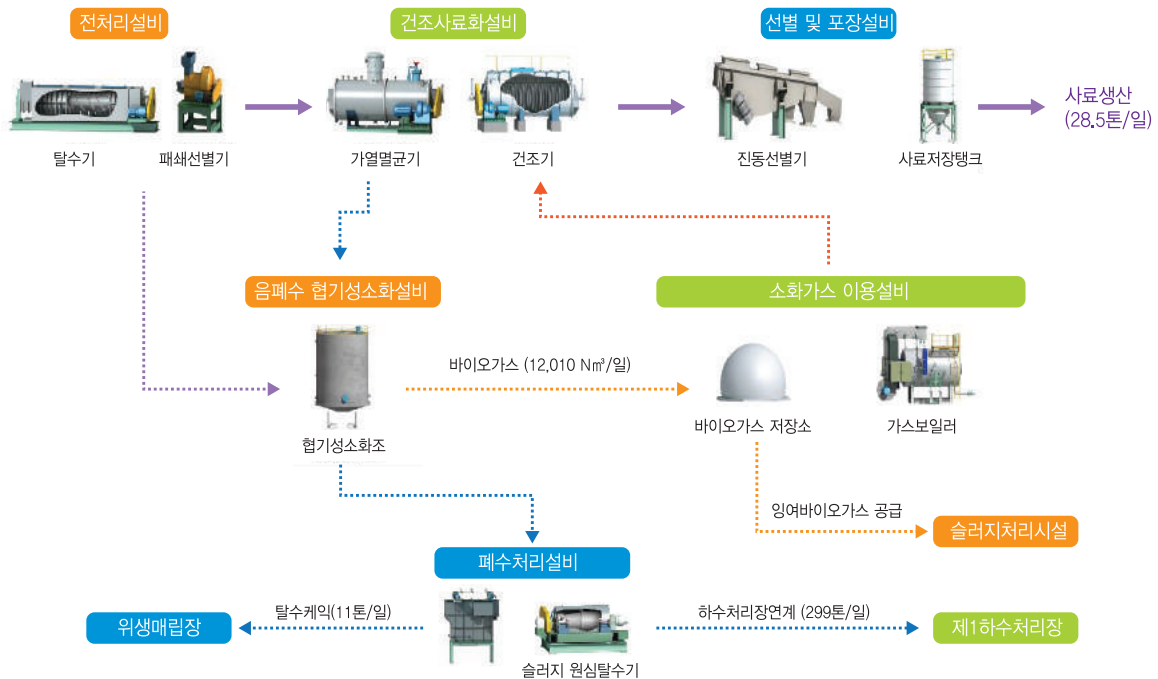 전처리설비
건조사료화설비
선별 및 포장설비
탈수기
패쇄선별기
가열멸균기
건조기
진동선별기
사료저장탱크
사료생산
(28.5톤/일)
음폐수 협기성소화설비
소화가스 이용설비
바이오가스 (12,010 N㎥/일)
협기성소화조
바이오가스 저장소
가스보일러
잉여바이오가스 공급
슬러지처리시설
폐수처리설비
위생매립장
탈수케익(11톤/일)
하수처리장연계 (299톤/일)
제1하수처리장
슬러지 원심탈수기